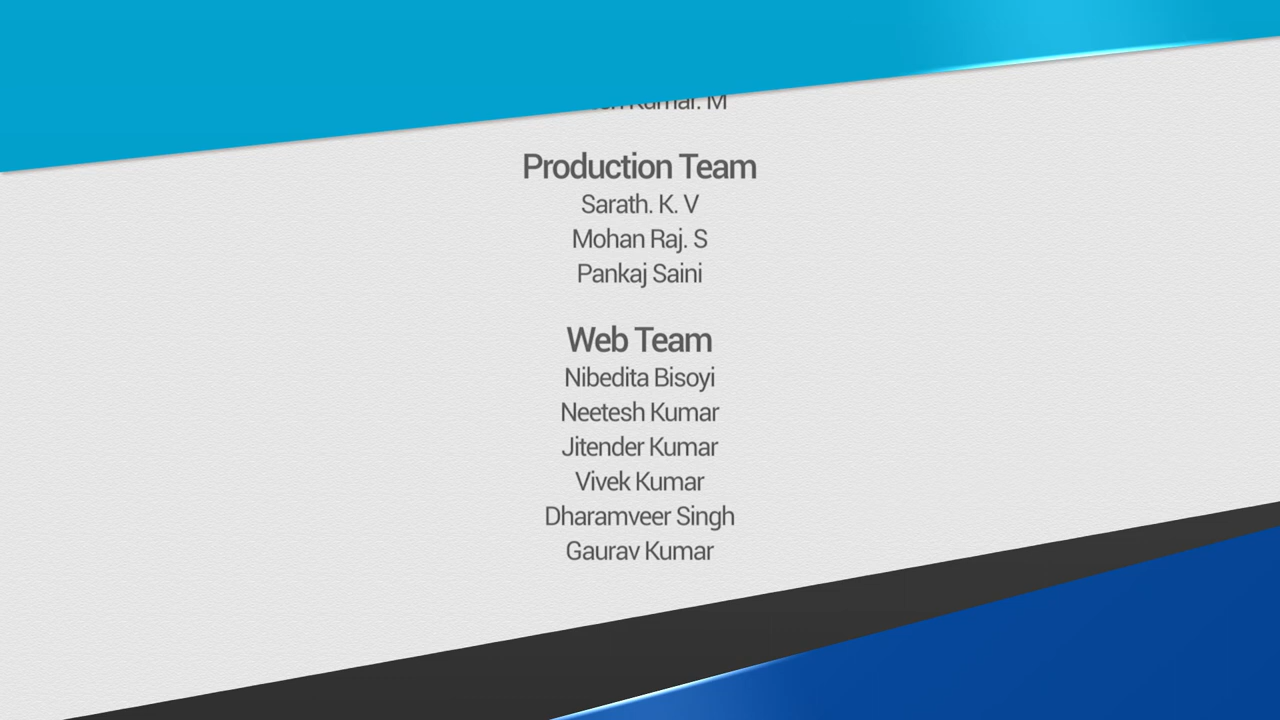 Kumar. M
Production Team
Sarath. K. V
Mohan Raj. S
Pankaj Saini
Web Team
Nibedita Bisoyi
Neetesh Kumar
Jitender Kumar
Vivek Kumar
Dharamveer Singh
Gaurav Kumar